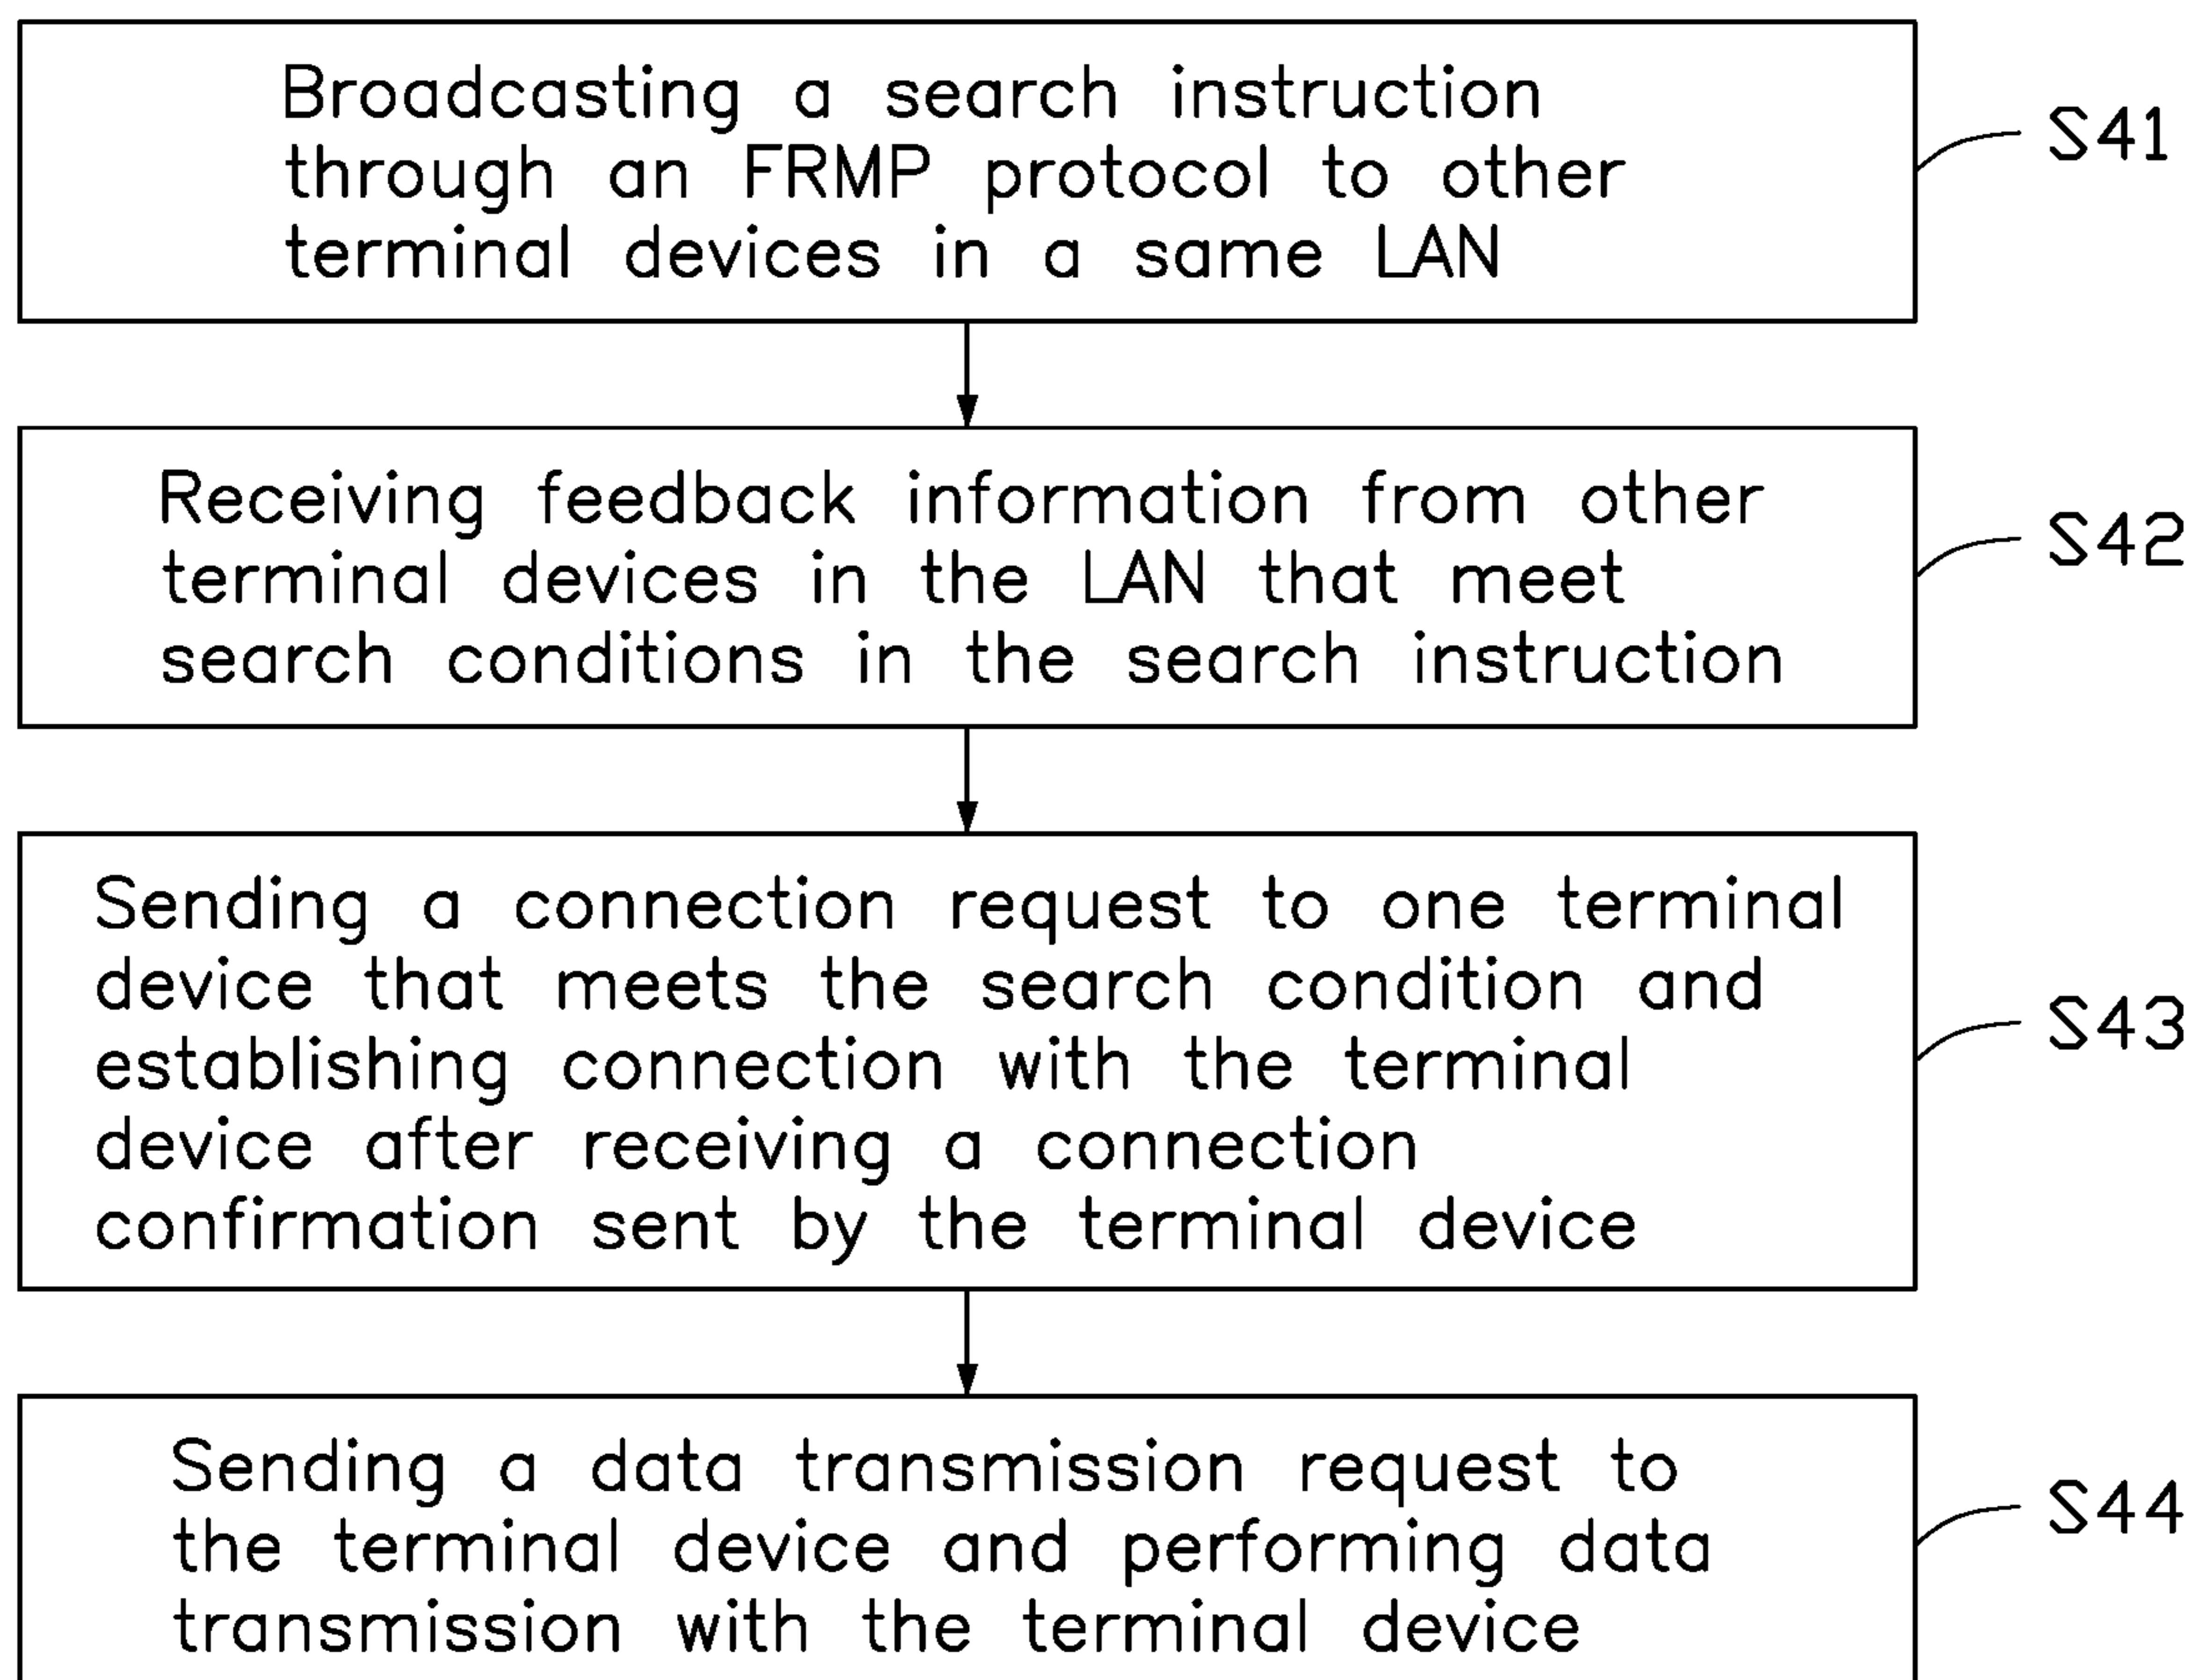 Broadcasting a search instruction
through an FRMP protocol to other
terminal devices in a same LAN
S41
Receiving feedback information from other
terminal devices in the LAN that meet
search conditions in the search instruction
S42
Sending a connection request to one terminal
device that meets the search condition and
establishing connection with the terminal
device after receiving a connection
confirmation sent by the terminal device
S43
Sending a data transmission request to
the terminal device and performing data
transmission with the terminal device
S44